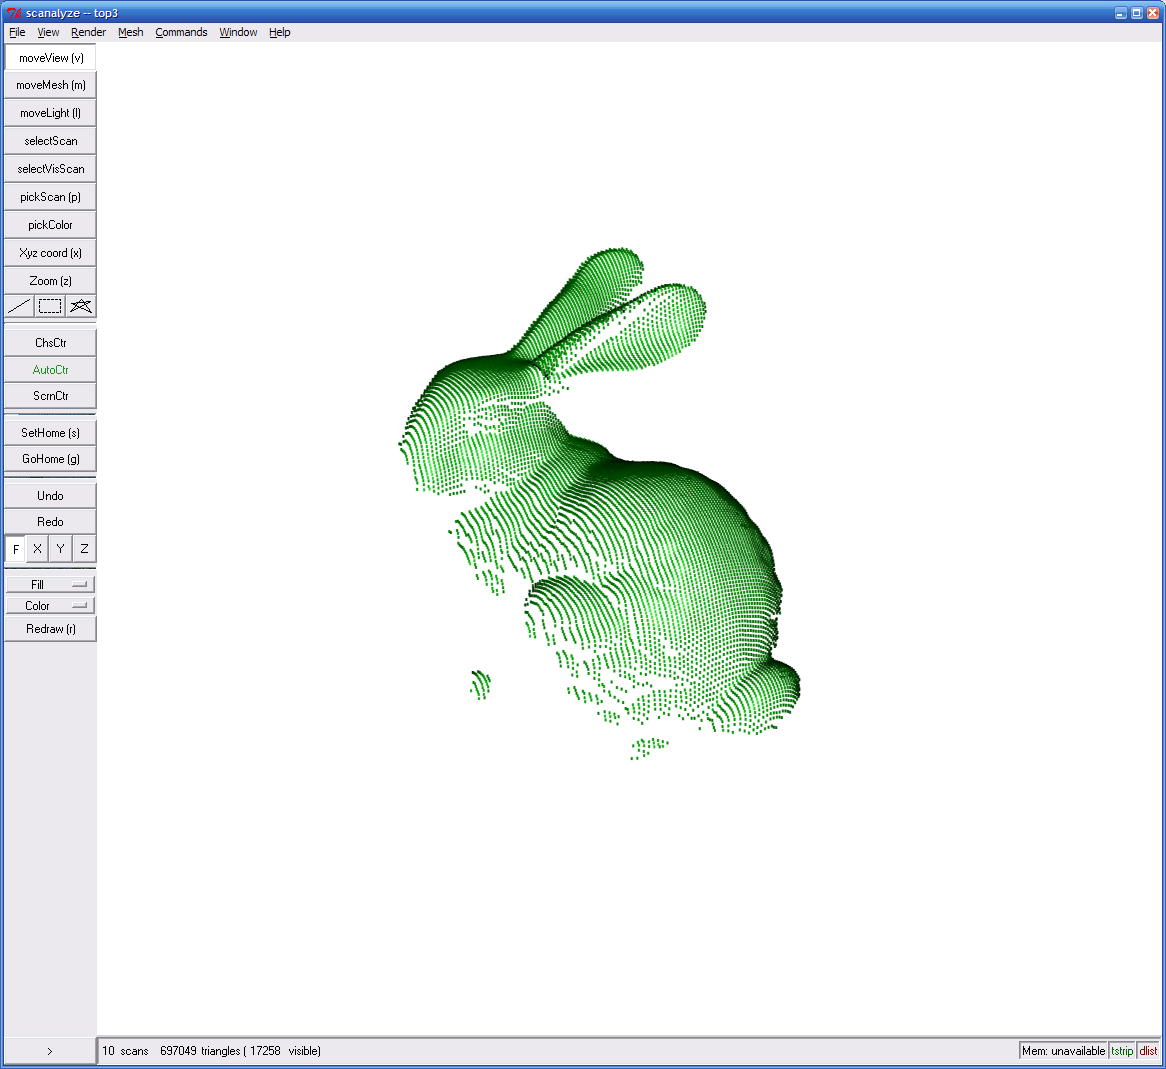 scanalyze -- top3
File View Render Mesh Commands Window Help
moveView (v)
moveMesh (m)
moveLight (l)
selectScan
selectVisScan
pickScan (p)
pickColor
Xyz coord (x)
Zoom (z)
ChsCtr
AutoCtr
ScrnCtr
SetHome (s)
GoHome (g)
Undo
Redo
F X Y Z
Fill
Color
Redraw (r)
> 10 scans 697049 triangles ( 17258 visible) Mem: unavailable tstrip dlist